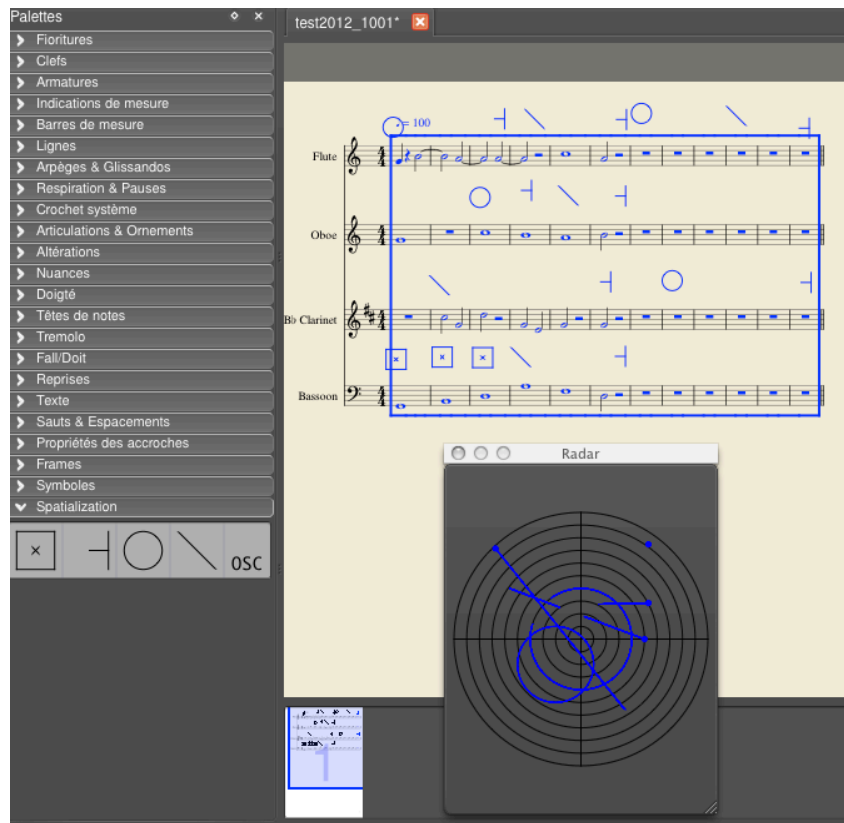 Palettes
test2012_1001*
Fioritures
Clefs
Armatures
Indications de mesure
Barres de mesure
Lignes
Arpèges & Glissandos
Respiration & Pauses
Crochet système
Articulations & Ornements
Altérations
Nuances
Doigté
Têtes de notes
Tremolo
Fall/Doit
Reprises
Texte
Sauts & Espacements
Propriétés des accroches
Frames
Symboles
Spatialization
OSC
= 100
Flute
Oboe
B♭ Clarinet
Bassoon
Radar
1